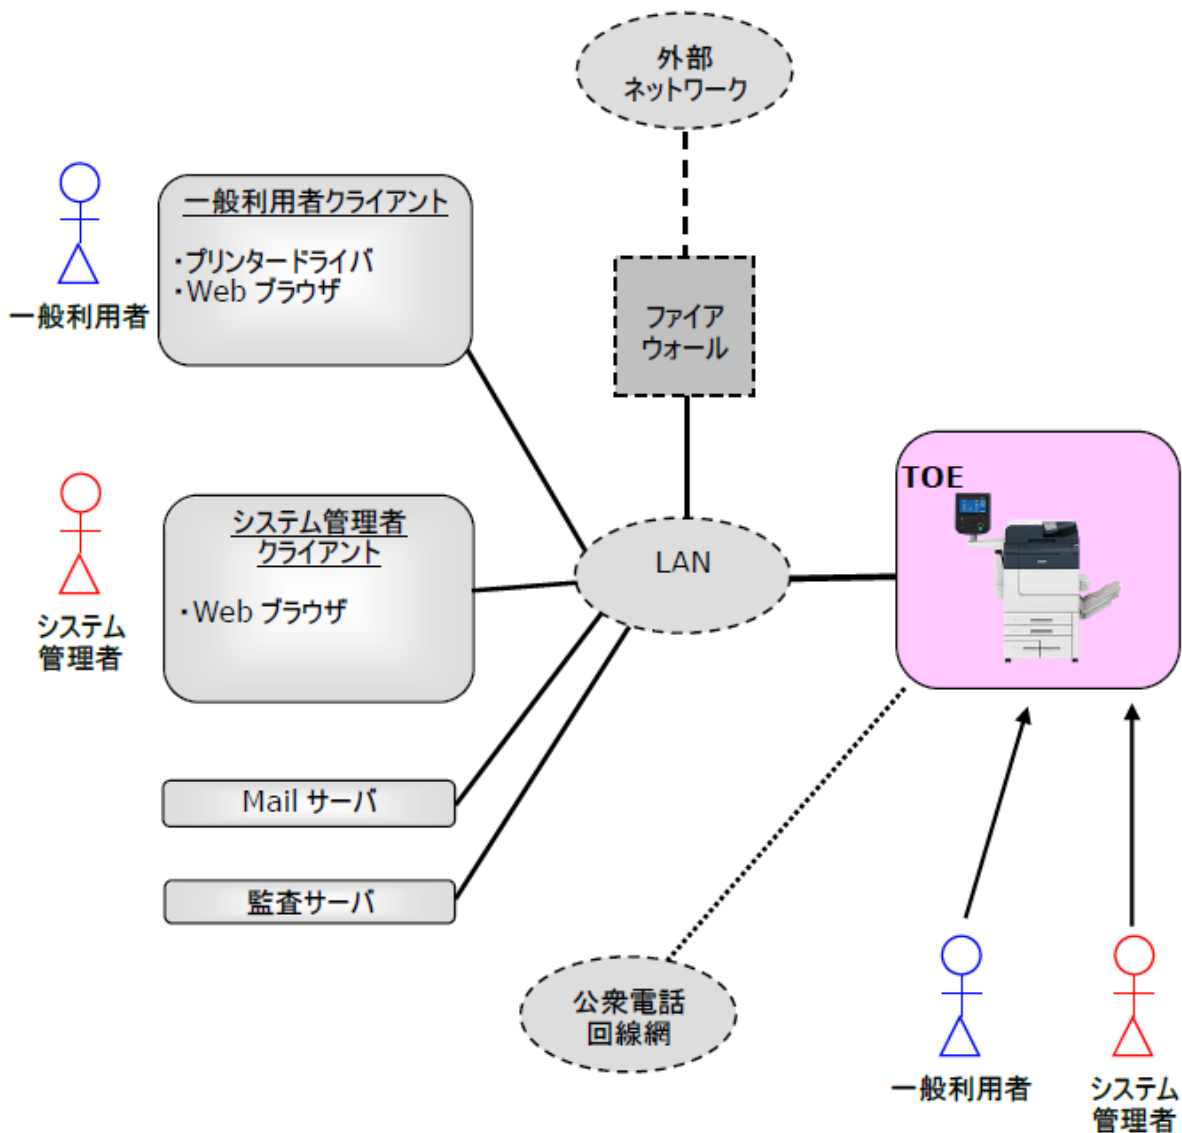 外部
ネットワーク
一般利用者クライアント
・プリンタードライバ
・Web ブラウザ
一般利用者
ファイア
ウォール
TOE
システム管理者
クライアント
・Web ブラウザ
システム
管理者
LAN
Mail サーバ
監査サーバ
公衆電話
回線網
一般利用者
システム
管理者